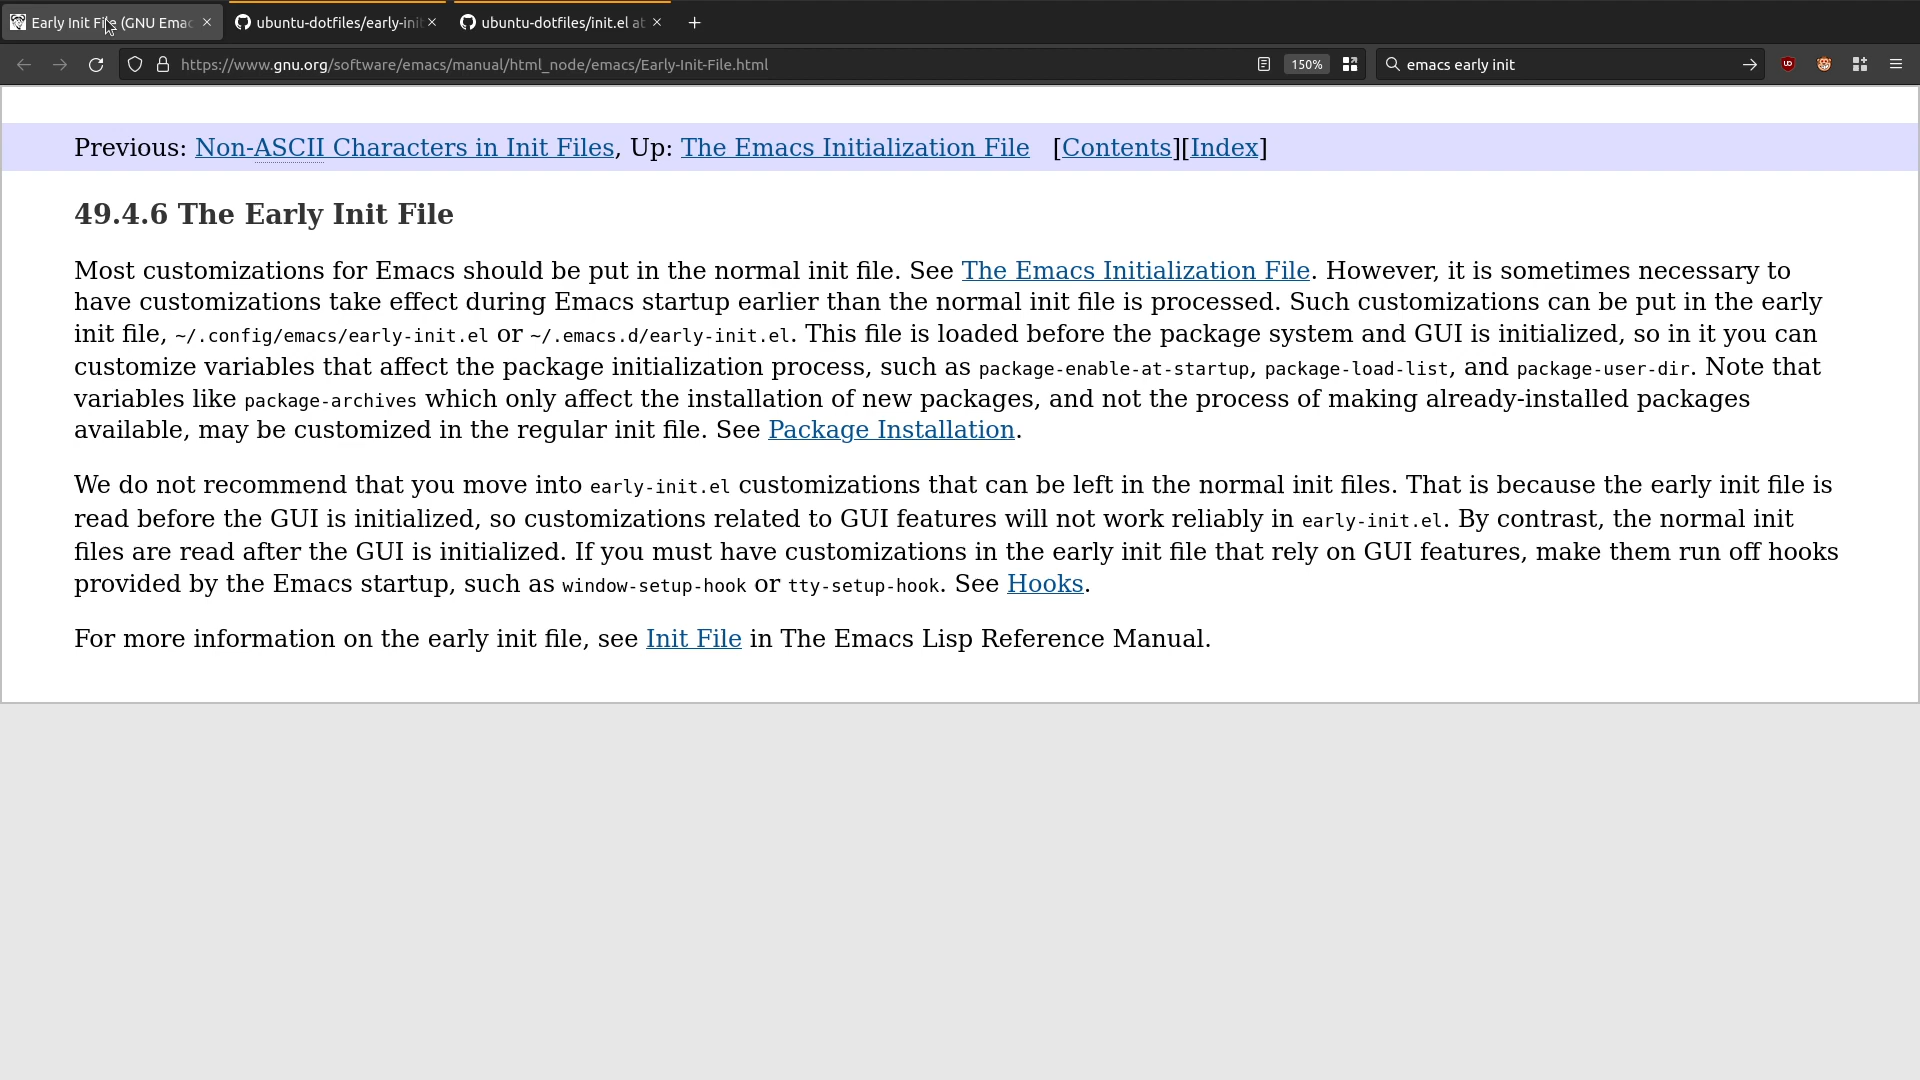 Early Init File (GNU Emac
ubuntu-dotfiles/early-init
ubuntu-dotfiles/init.el at
https://www.gnu.org/software/emacs/manual/html_node/emacs/Early-Init-File.html
150%
emacs early init
Previous: Non-ASCII Characters in Init Files, Up: The Emacs Initialization File [Contents][Index]
49.4.6 The Early Init File
Most customizations for Emacs should be put in the normal init file. See The Emacs Initialization File. However, it is sometimes necessary to
have customizations take effect during Emacs startup earlier than the normal init file is processed. Such customizations can be put in the early
init file, ~/.config/emacs/early-init.el or ~/.emacs.d/early-init.el. This file is loaded before the package system and GUI is initialized, so in it you can
customize variables that affect the package initialization process, such as package-enable-at-startup, package-load-list, and package-user-dir. Note that
variables like package-archives which only affect the installation of new packages, and not the process of making already-installed packages
available, may be customized in the regular init file. See Package Installation.
We do not recommend that you move into early-init.el customizations that can be left in the normal init files. That is because the early init file is
read before the GUI is initialized, so customizations related to GUI features will not work reliably in early-init.el. By contrast, the normal init
files are read after the GUI is initialized. If you must have customizations in the early init file that rely on GUI features, make them run off hooks
provided by the Emacs startup, such as window-setup-hook or tty-setup-hook. See Hooks.
For more information on the early init file, see Init File in The Emacs Lisp Reference Manual.